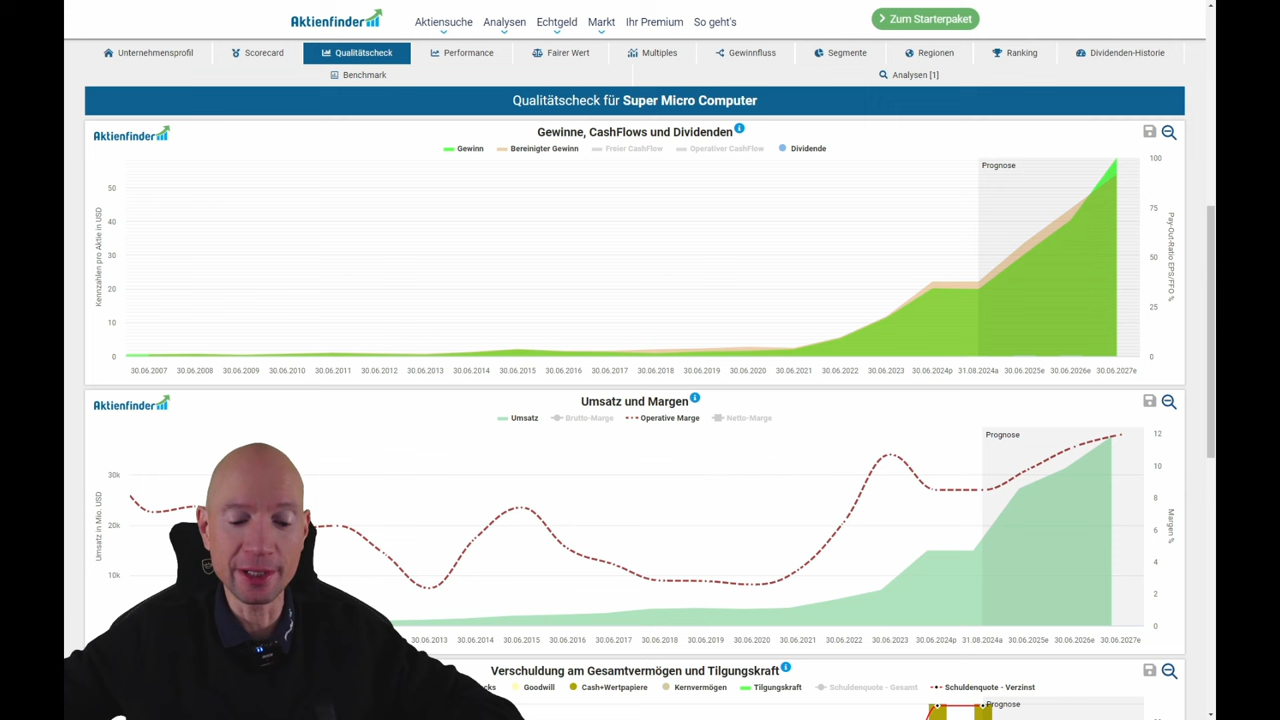 Aktienfinder
Aktiensuche Analysen Echtgeld Markt Ihr Premium So geht's
Zum Starterpaket
Unternehmensprofil Scorecard Qualitätscheck Performance Fairer Wert Multiples Gewinnfluss Segmente Regionen Ranking Dividenden-Historie
Benchmark Analysen [1]
Qualitätscheck für Super Micro Computer
Aktienfinder
Gewinne, CashFlows und Dividenden
Gewinn Bereinigter Gewinn Freier CashFlow Operativer CashFlow Dividende
Kennzahlen pro Aktie in USD
50
40
30
20
10
0
Prognose
100
75
50
25
0
Pay-Out-Ratio EPS/FFO %
30.06.2007 30.06.2008 30.06.2009 30.06.2010 30.06.2011 30.06.2012 30.06.2013 30.06.2014 30.06.2015 30.06.2016 30.06.2017 30.06.2018 30.06.2019 30.06.2020 30.06.2021 30.06.2022 30.06.2023 30.06.2024p 31.08.2024a 30.06.2025e 30.06.2026e 30.06.2027e
Aktienfinder
Umsatz und Margen
Umsatz Brutto-Marge Operative Marge Netto-Marge
Umsatz in Mio. USD
30k
20k
10k
Prognose
12
10
8
6
4
2
0
Margen %
30.06.2013 30.06.2014 30.06.2015 30.06.2016 30.06.2017 30.06.2018 30.06.2019 30.06.2020 30.06.2021 30.06.2022 30.06.2023 30.06.2024p 31.08.2024a 30.06.2025e 30.06.2026e 30.06.2027e
Verschuldung am Gesamtvermögen und Tilgungskraft
Goodwill Cash+Wertpapiere Kernvermögen Tilgungskraft Schuldenquote - Gesamt Schuldenquote - Verzinst
Prognose